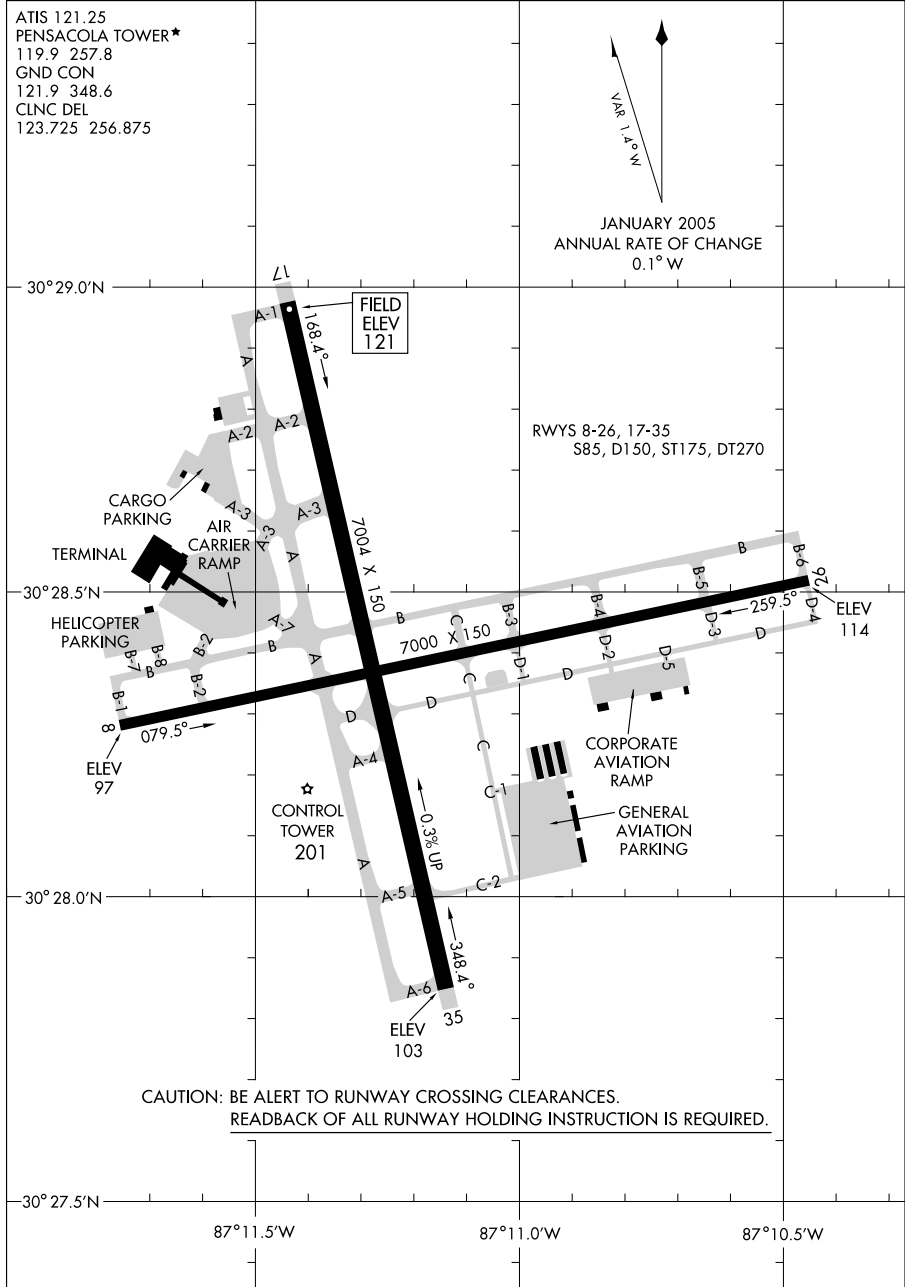 ATIS 121.25
PENSACOLA TOWER★
119.9 257.8
GND CON
121.9 348.6
CLNC DEL
123.725 256.875
VAR 1.4° W
JANUARY 2005
ANNUAL RATE OF CHANGE
0.1° W
30°29.0'N
17
FIELD
ELEV
121
A-1
168.4°
A
A-2
A-2
RWYS 8-26, 17-35
S85, D150, ST175, DT270
CARGO
PARKING
A-3
A-3
A-3
AIR
CARRIER
RAMP
TERMINAL
A
7004 X 150
B
B-6
26
30°28.5'N
B-5
259.5°
D-4
ELEV
114
HELICOPTER
PARKING
A-7
B
C
B-3
B-4
D-3
D
7000 X 150
B-2
B
A
B-7
B-8
B
B-2
B-1
C
D-1
D
D-2
D-5
8
079.5°
D
D
ELEV
97
A-4
C
CORPORATE
AVIATION
RAMP
CONTROL
TOWER
201
C-1
0.3% UP
GENERAL
AVIATION
PARKING
A
30°28.0'N
A-5
C-2
348.4°
A-6
35
ELEV
103
CAUTION: BE ALERT TO RUNWAY CROSSING CLEARANCES.
READBACK OF ALL RUNWAY HOLDING INSTRUCTION IS REQUIRED.
30°27.5'N
87°11.5'W
87°11.0'W
87°10.5'W